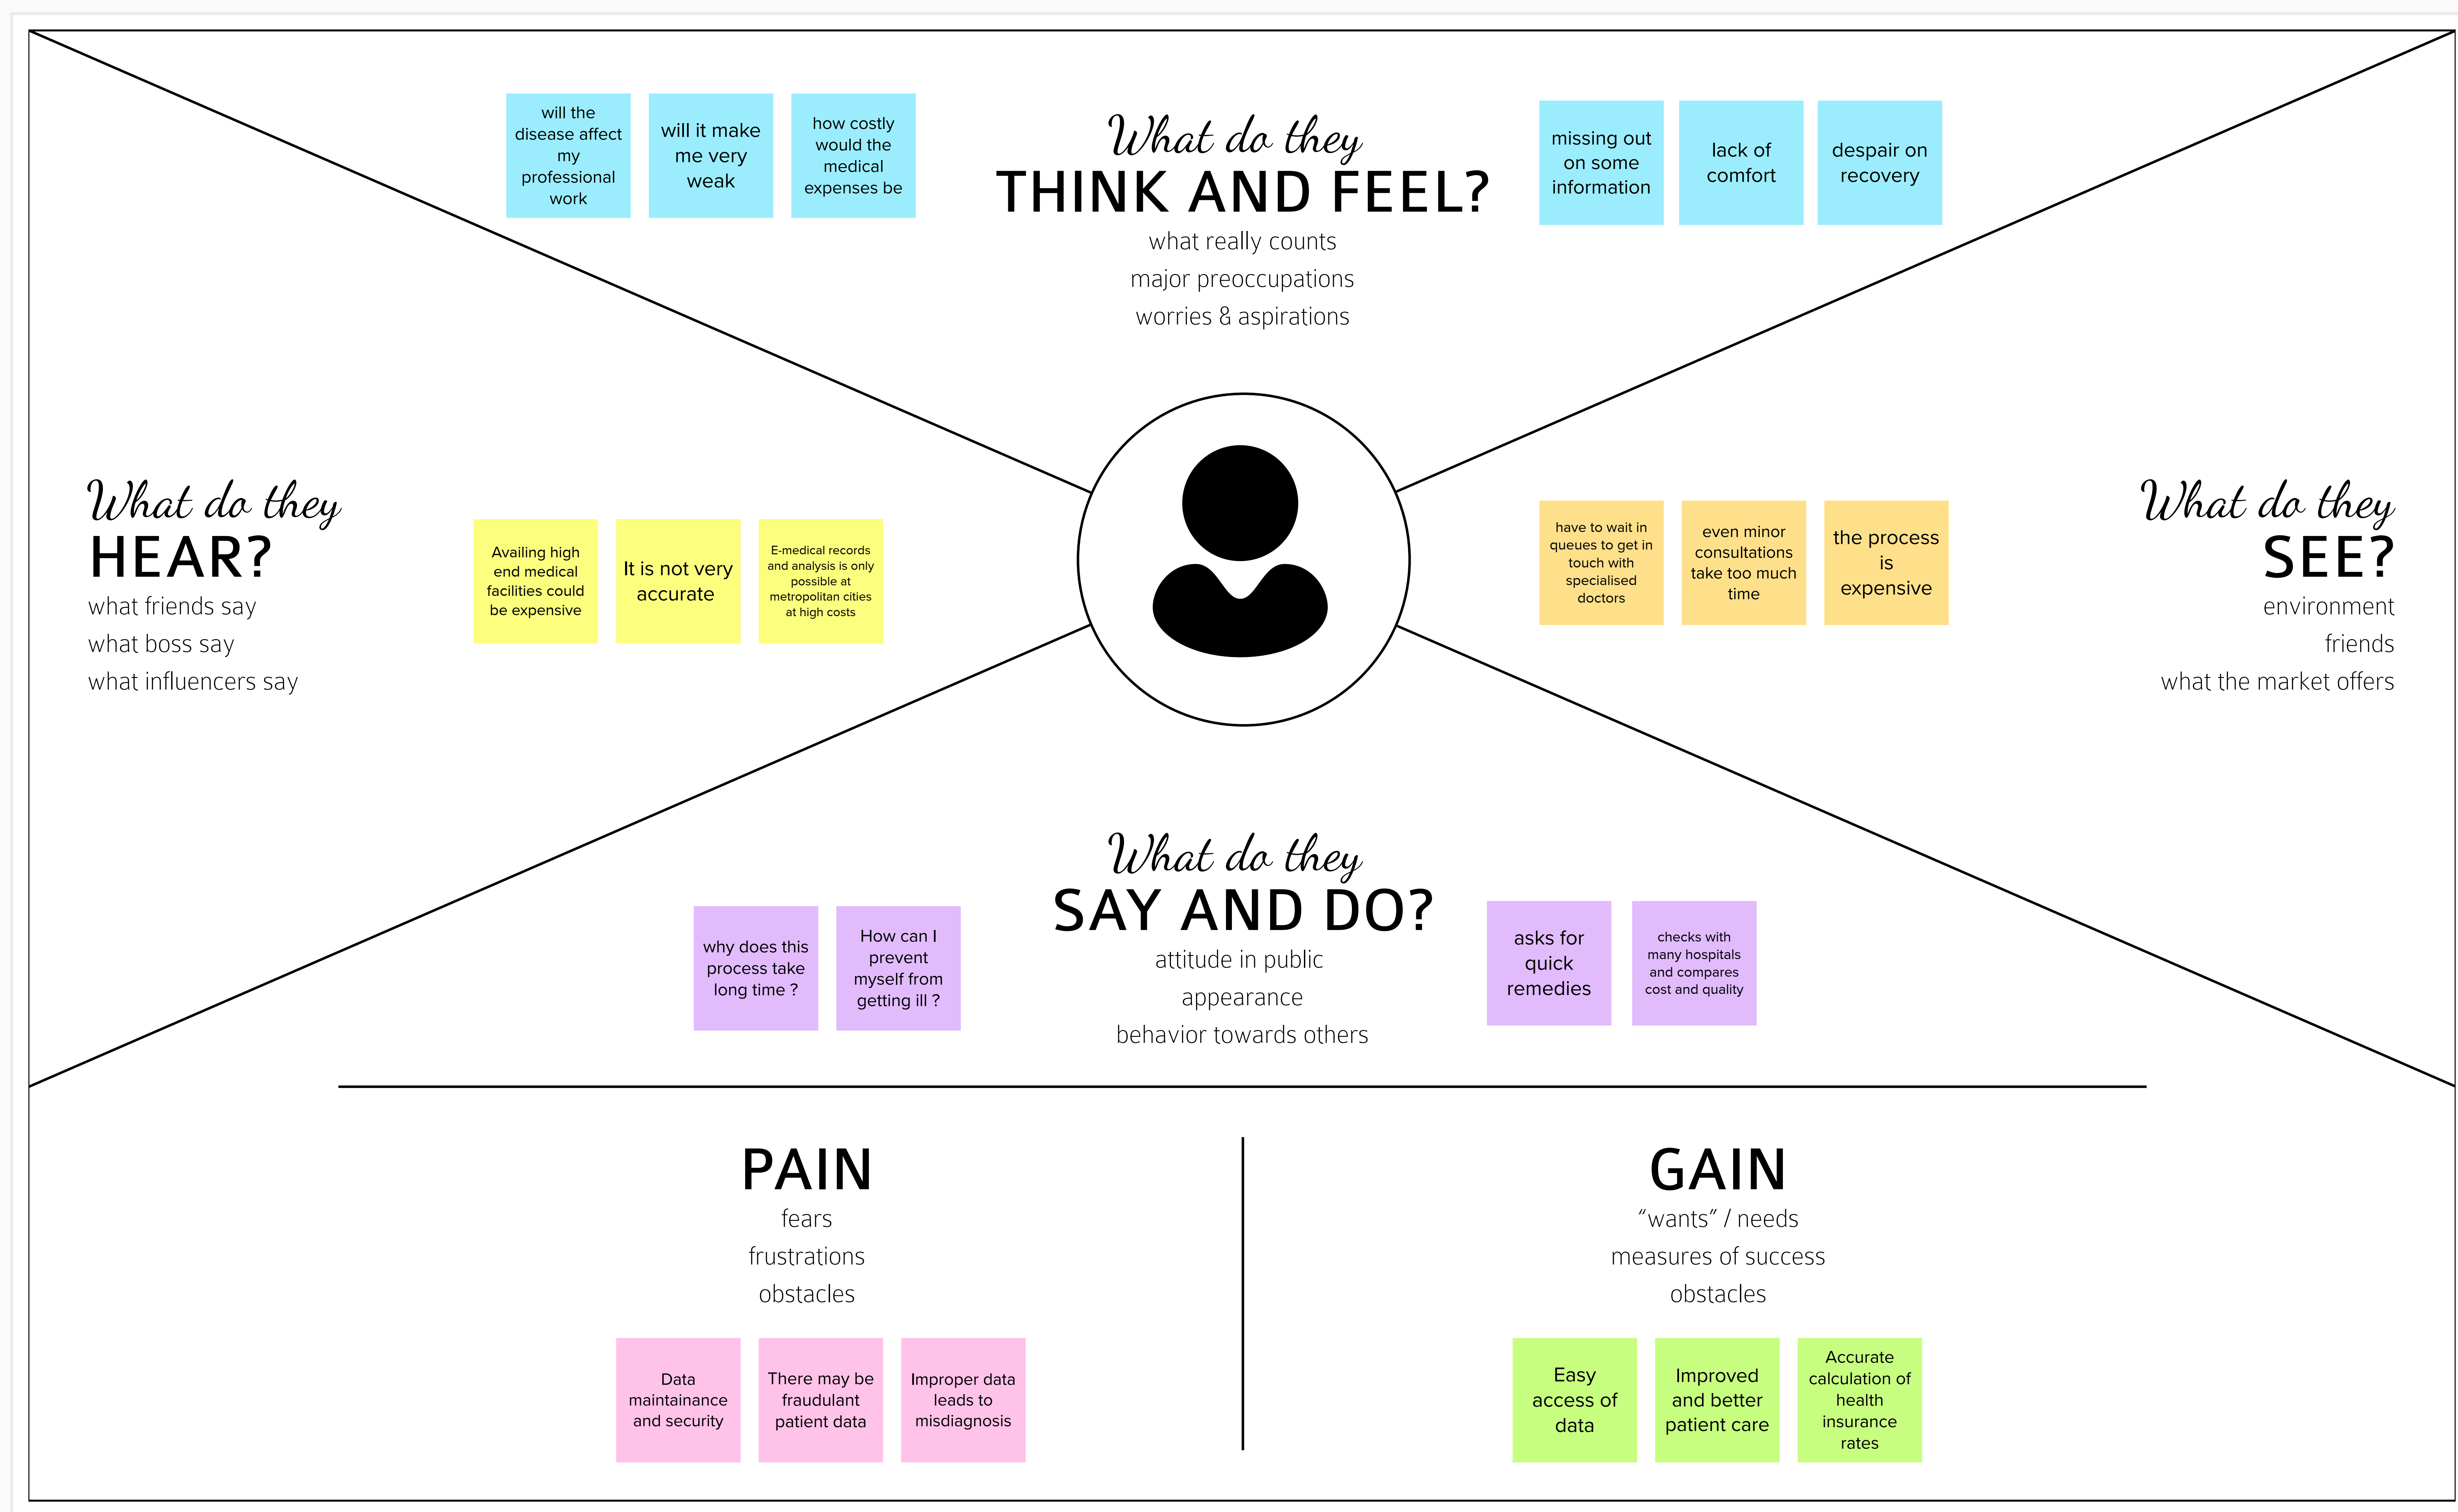 What do they
THINK AND FEEL?
what really counts
major preoccupations
worries & aspirations
will the
disease affect
my
professional
work
will it make
me very
weak
how costly
would the
medical
expenses be
missing out
on some
information
lack of
comfort
despair on
recovery
What do they
HEAR?
what friends say
what boss say
what influencers say
Availing high
end medical
facilities could
be expensive
It is not very
accurate
E-medical records
and analysis is only
possible at
metropolitan cities
at high costs
What do they
SEE?
environment
friends
what the market offers
have to wait in
queues to get in
touch with
specialised
doctors
even minor
consultations
take too much
time
the process
is
expensive
What do they
SAY AND DO?
attitude in public
appearance
behavior towards others
why does this
process take
long time ?
How can I
prevent
myself from
getting ill ?
asks for
quick
remedies
checks with
many hospitals
and compares
cost and quality
PAIN
fears
frustrations
obstacles
Data
maintainance
and security
There may be
fraudulant
patient data
Improper data
leads to
misdiagnosis
GAIN
“wants” / needs
measures of success
obstacles
Easy
access of
data
Improved
and better
patient care
Accurate
calculation of
health
insurance
rates